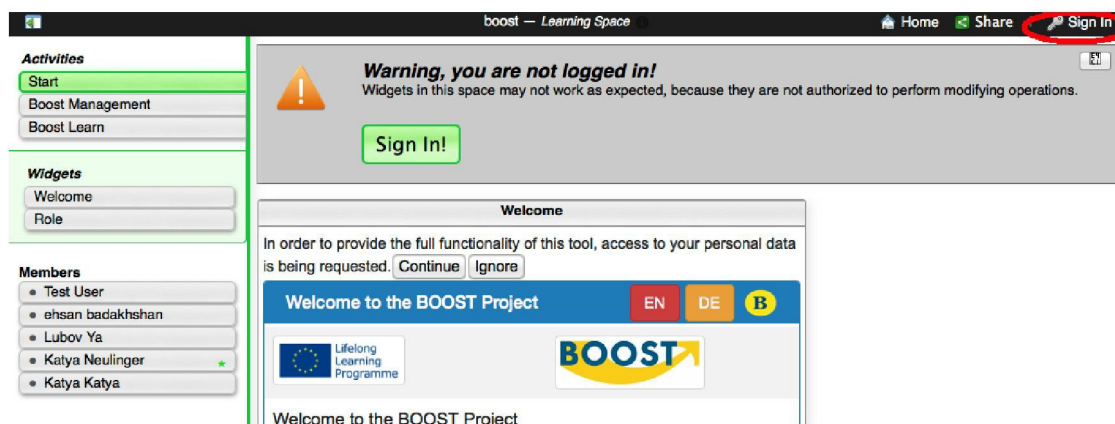 boost — Learning Space
Home
Share
Sign In
Activities
Start
Boost Management
Boost Learn
Widgets
Welcome
Role
Members
Test User
ehsan badakhshan
Lubov Ya
Katya Neulinger
Katya Katya
Warning, you are not logged in!
Widgets in this space may not work as expected, because they are not authorized to perform modifying operations.
Sign In!
Welcome
In order to provide the full functionality of this tool, access to your personal data
is being requested. Continue Ignore
Welcome to the BOOST Project EN DE B
Lifelong
Learning
Programme
BOOST
Welcome to the BOOST Project